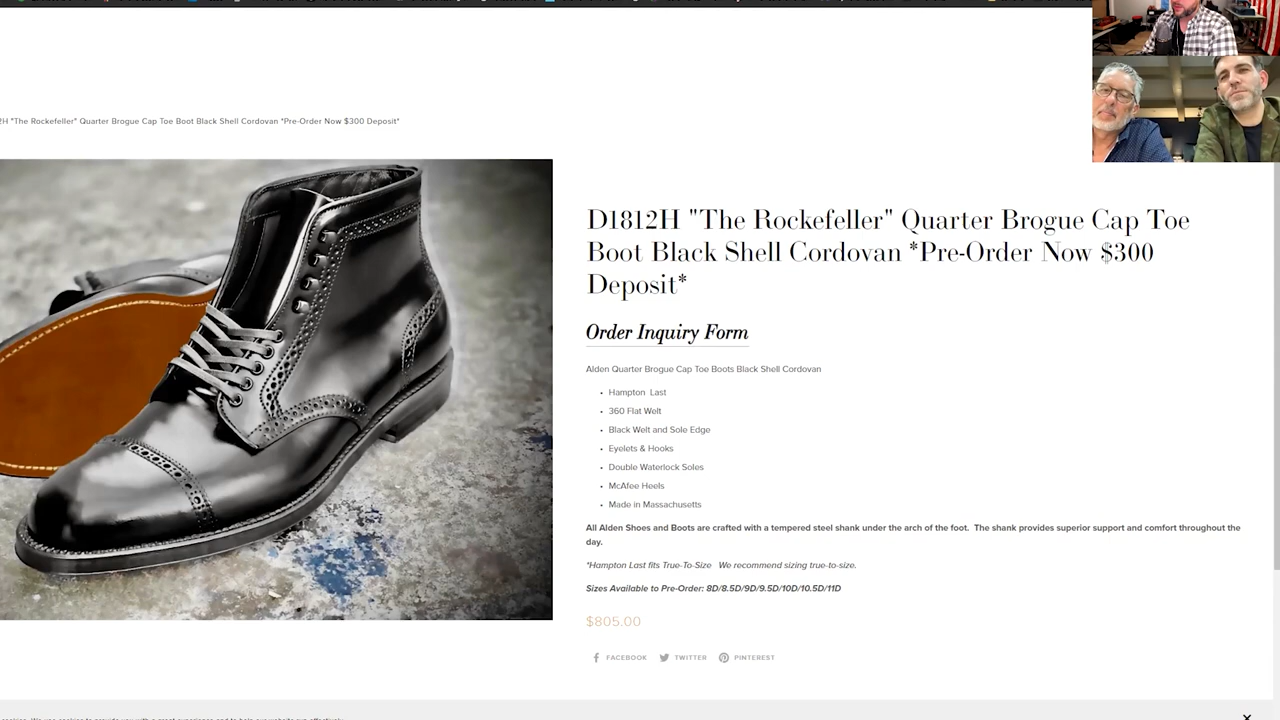 "The Rockefeller" Quarter Brogue Cap Toe Boot Black Shell Cordovan *Pre-Order Now $300 Deposit*
D1812H "The Rockefeller" Quarter Brogue Cap Toe
Boot Black Shell Cordovan *Pre-Order Now $300
Deposit*
Order Inquiry Form
Alden Quarter Brogue Cap Toe Boots Black Shell Cordovan
• Hampton Last
• 360 Flat Welt
• Black Welt and Sole Edge
• Eyelets & Hooks
• Double Waterlock Soles
• McAfee Heels
• Made in Massachusetts
All Alden Shoes and Boots are crafted with a tempered steel shank under the arch of the foot. The shank provides superior support and comfort throughout the
day.
*Hampton Last fits True-To-Size We recommend sizing true-to-size.
Sizes Available to Pre-Order: 8D/8.5D/9D/9.5D/10D/10.5D/11D
$805.00
FACEBOOK TWITTER PINTEREST